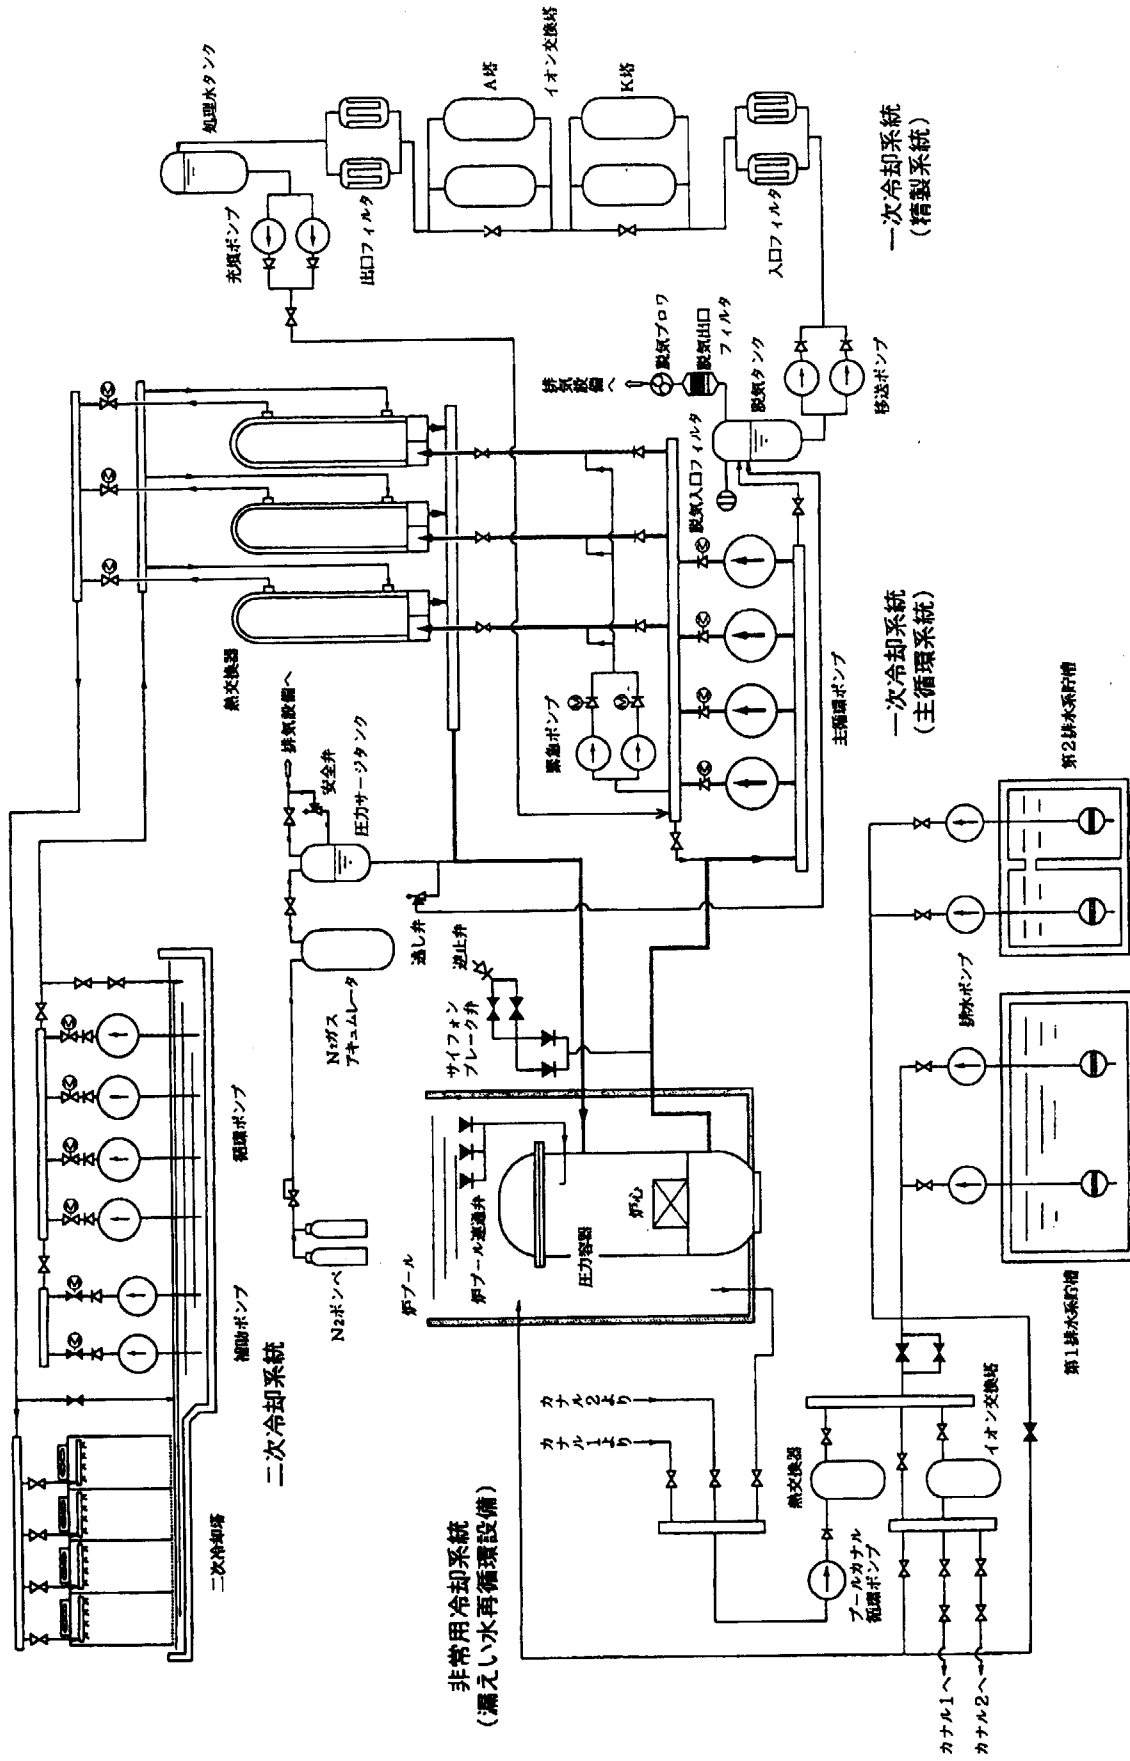 二次冷却塔
補助ポンプ
循環ポンプ
二次冷却系統
N2ボンベ
N2ガス
アキュムレータ
排気設備へ
安全弁
圧力サージタンク
熱交換器
充塡ポンプ
処理水タンク
出口フィルタ
A塔
イオン交換塔
K塔
入口フィルタ
一次冷却系統
(精製系統)
逃し弁
逆止弁
サイフォン
ブレーク弁
炉プール
炉プール連通弁
圧力容器
炉心
緊急ポンプ
排気
設備
へ
脱気ブロワ
脱気出口
フィルタ
脱気タンク
脱気入口フィルタ
移送ポンプ
主循環ポンプ
一次冷却系統
(主循環系統)
非常用冷却系統
(漏えい水再循環設備)
カナル1より
カナル2より
プールカナル
循環ポンプ
熱交換器
イオン交換塔
カナル1へ
カナル2へ
排水ポンプ
第1排水系貯槽
第2排水系貯槽